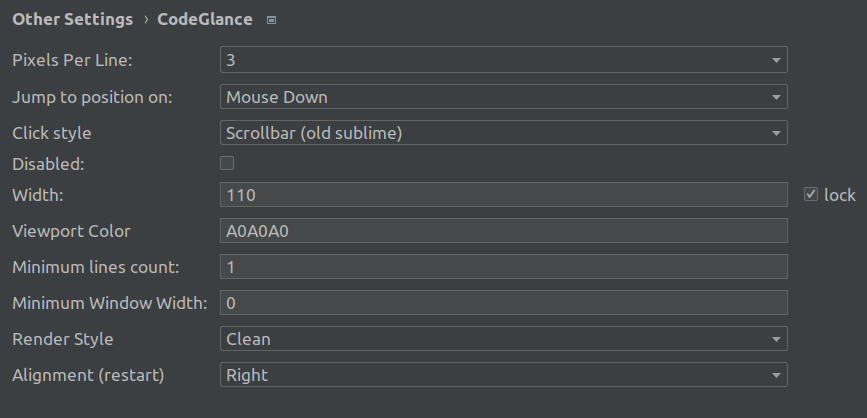 Other Settings › CodeGlance
Pixels Per Line: 3
Jump to position on: Mouse Down
Click style Scrollbar (old sublime)
Disabled:
Width: 110 lock
Viewport Color A0A0A0
Minimum lines count: 1
Minimum Window Width: 0
Render Style Clean
Alignment (restart) Right